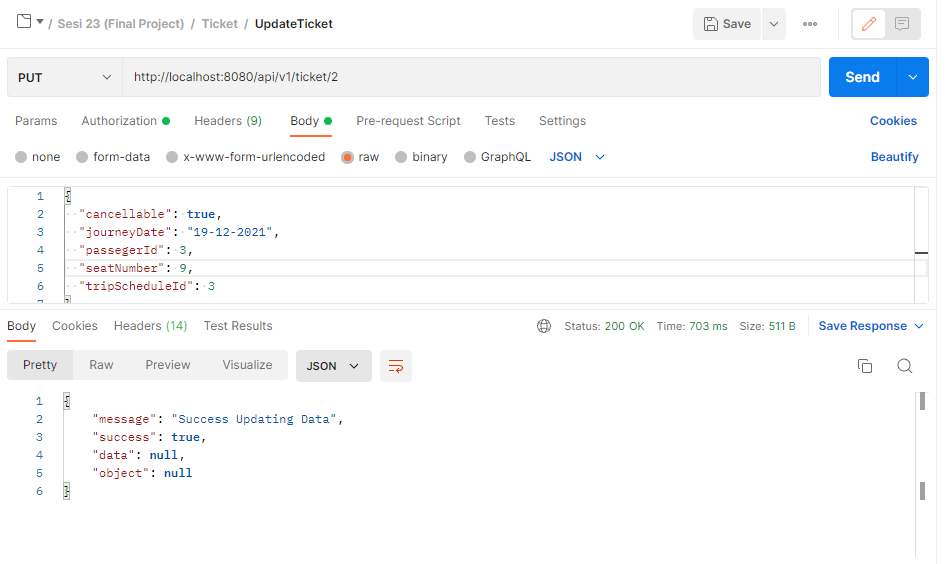 / Sesi 23 (Final Project) / Ticket / UpdateTicket
Save
PUT
http://localhost:8080/api/v1/ticket/2
Send
Params Authorization Headers (9) Body Pre-request Script Tests Settings Cookies
none form-data x-www-form-urlencoded raw binary GraphQL JSON Beautify
1 {
2 "cancellable": true,
3 "journeyDate": "19-12-2021",
4 "passegerId": 3,
5 "seatNumber": 9,
6 "tripScheduleId": 3
7 }
Body Cookies Headers (14) Test Results Status: 200 OK Time: 703 ms Size: 511 B Save Response
Pretty Raw Preview Visualize JSON
1 {
2 "message": "Success Updating Data",
3 "success": true,
4 "data": null,
5 "object": null
6 }